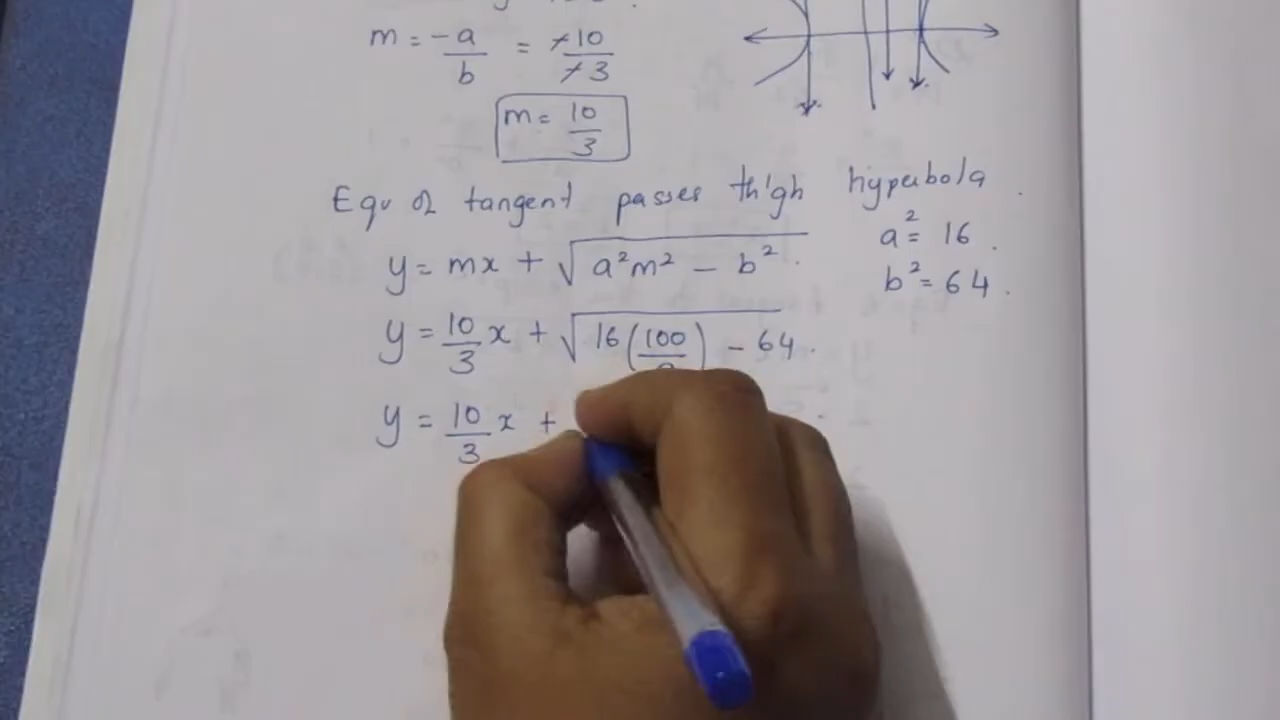 m = -a/b = -10/-3
m = 10/3
Equ of tangent passes th'gh hyperbola .
a² = 16 .
y = mx + √(a²m² - b²) .
b² = 64 .
y = 10/3 x + √(16(100/9) - 64) .
y = 10/3 x +